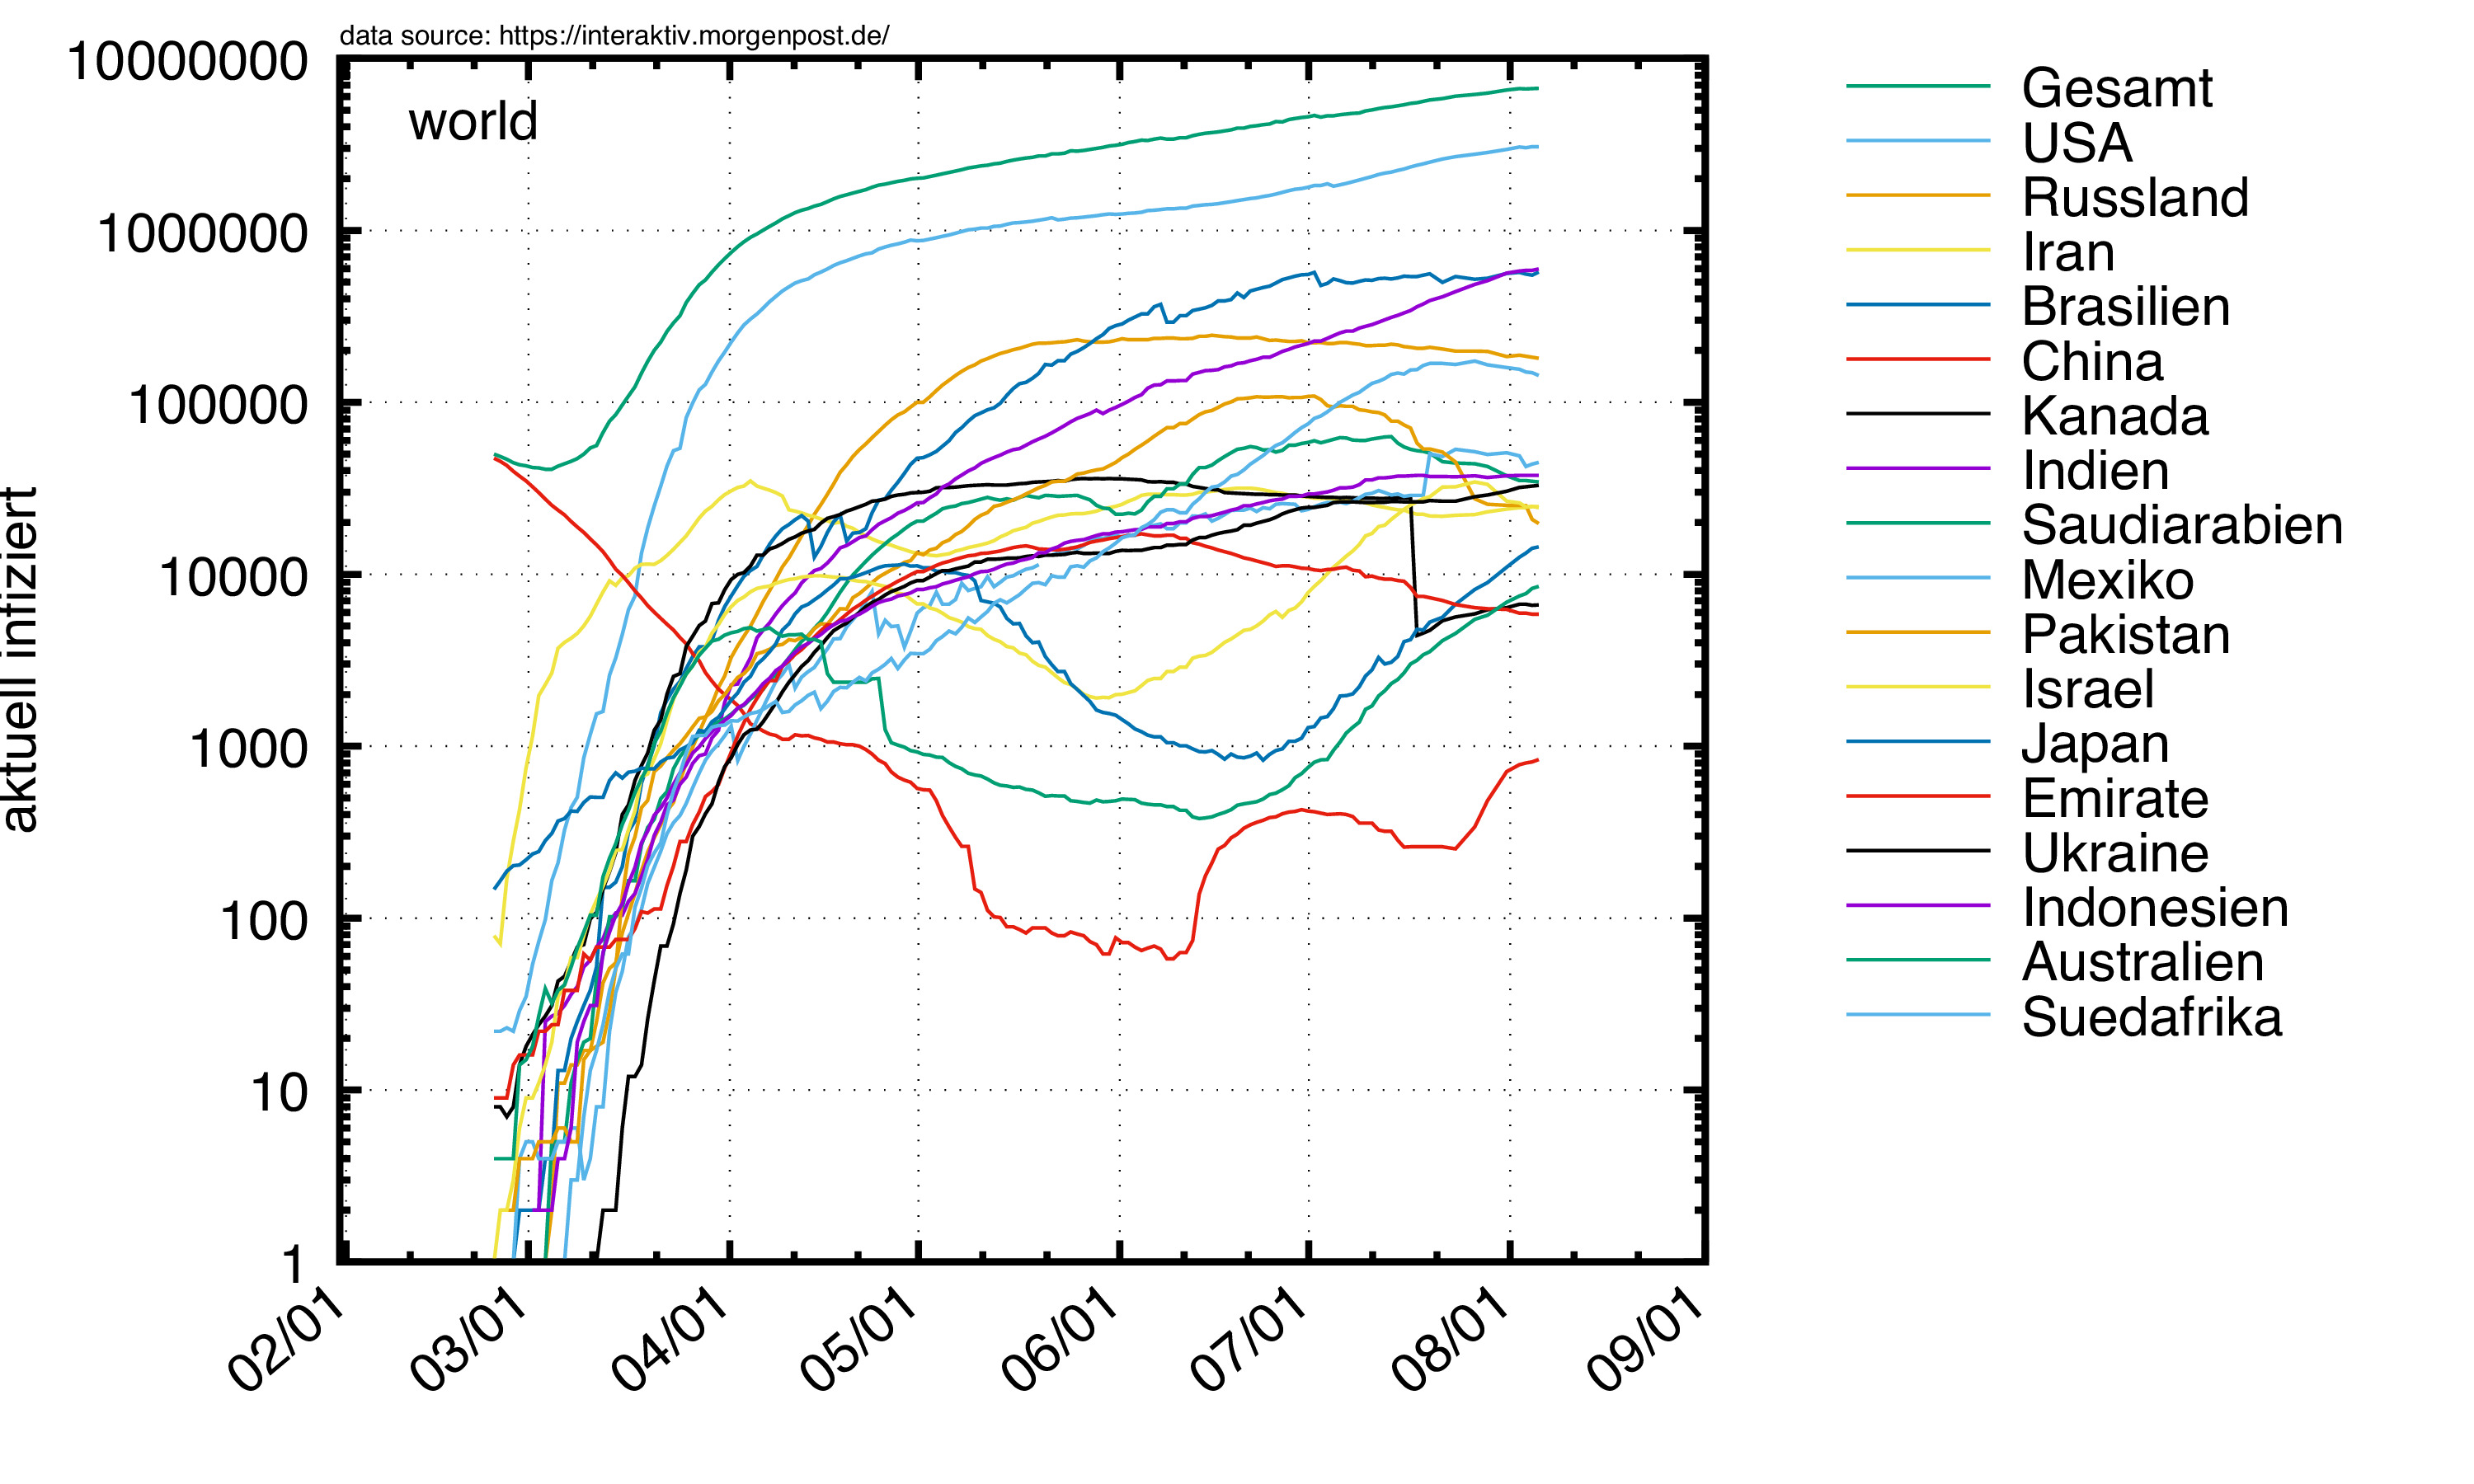 data source: https://interaktiv.morgenpost.de/
world
10000000
1000000
100000
10000
1000
100
10
1
aktuell infiziert
02/01
03/01
04/01
05/01
06/01
07/01
08/01
09/01
Gesamt
USA
Russland
Iran
Brasilien
China
Kanada
Indien
Saudiarabien
Mexiko
Pakistan
Israel
Japan
Emirate
Ukraine
Indonesien
Australien
Suedafrika